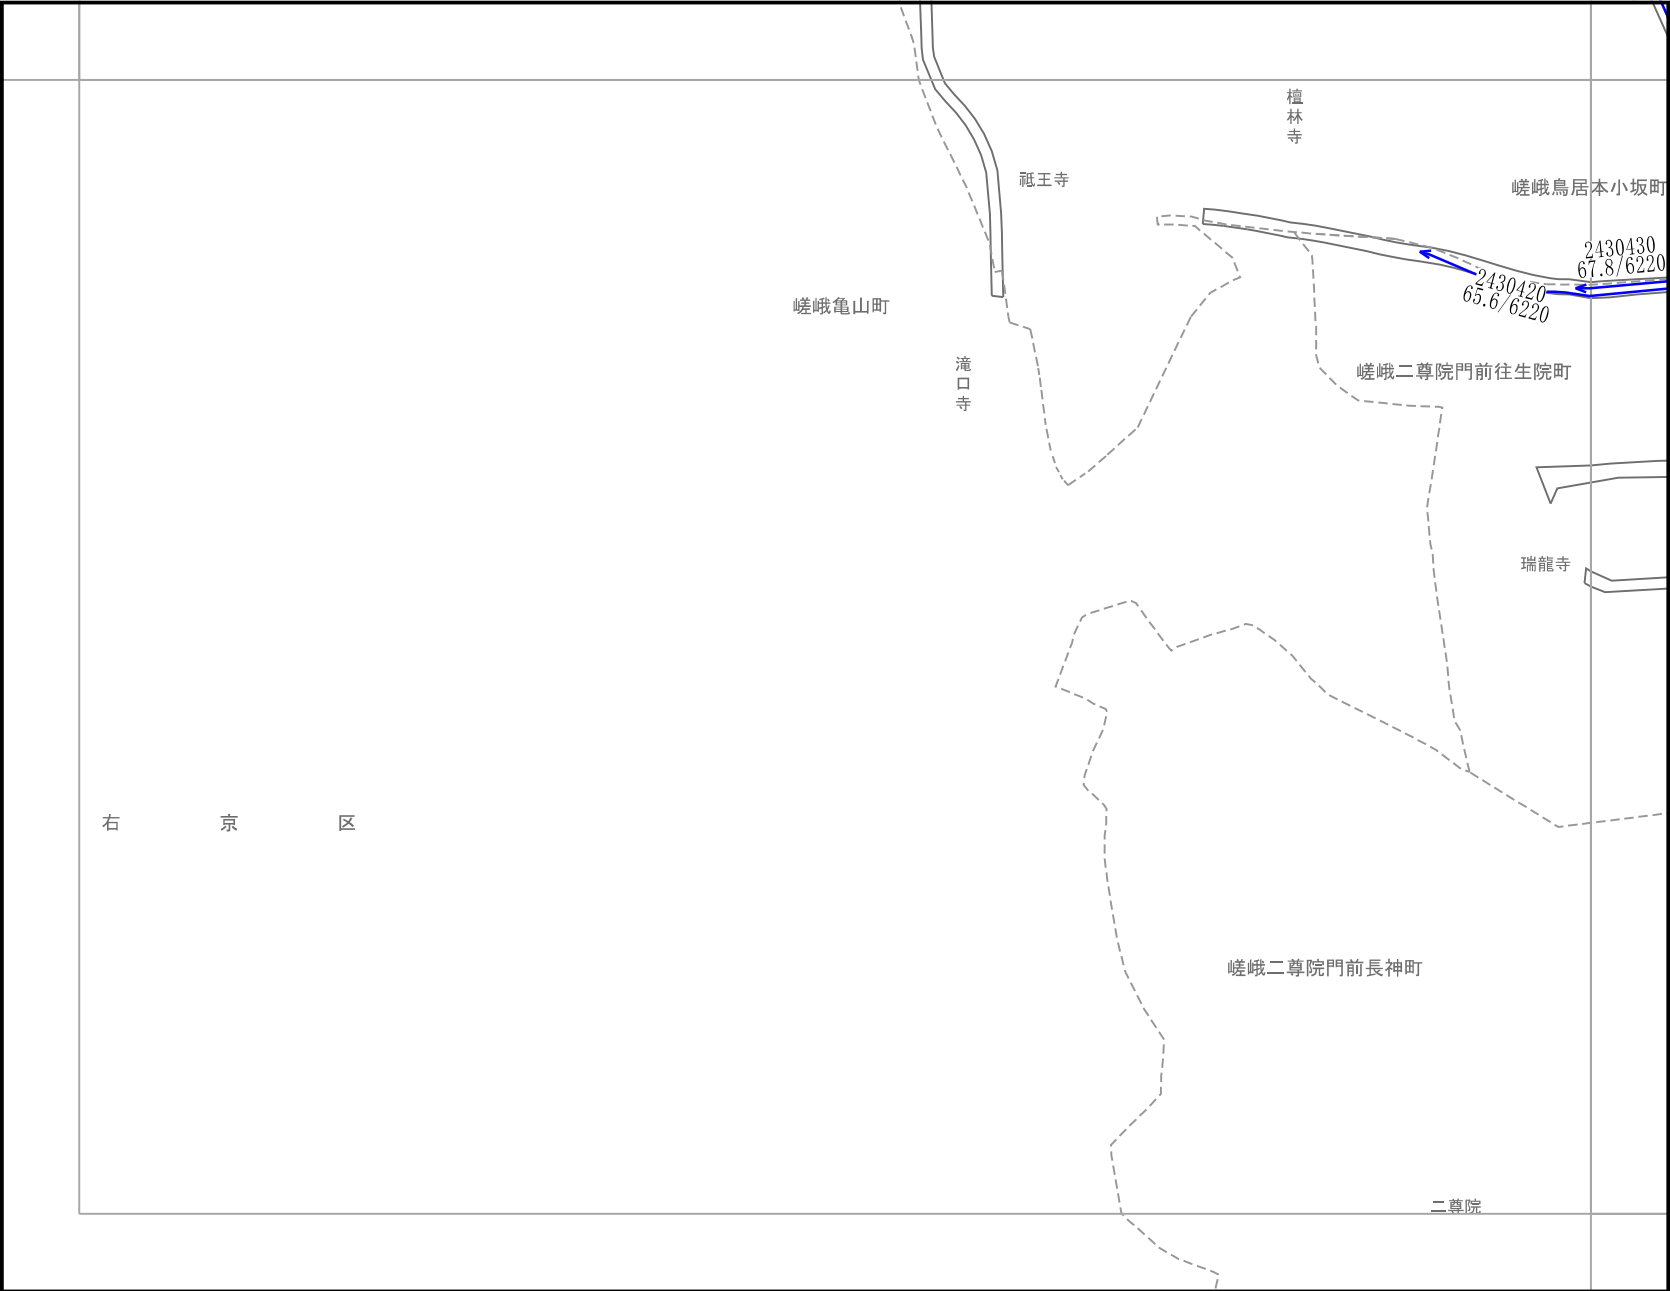 檀林寺
祗王寺
嵯峨鳥居本小坂町
2430430
67.8/6220
2430420
65.6/6220
嵯峨亀山町
滝口寺
嵯峨二尊院門前往生院町
瑞龍寺
右京区
嵯峨二尊院門前長神町
二尊院